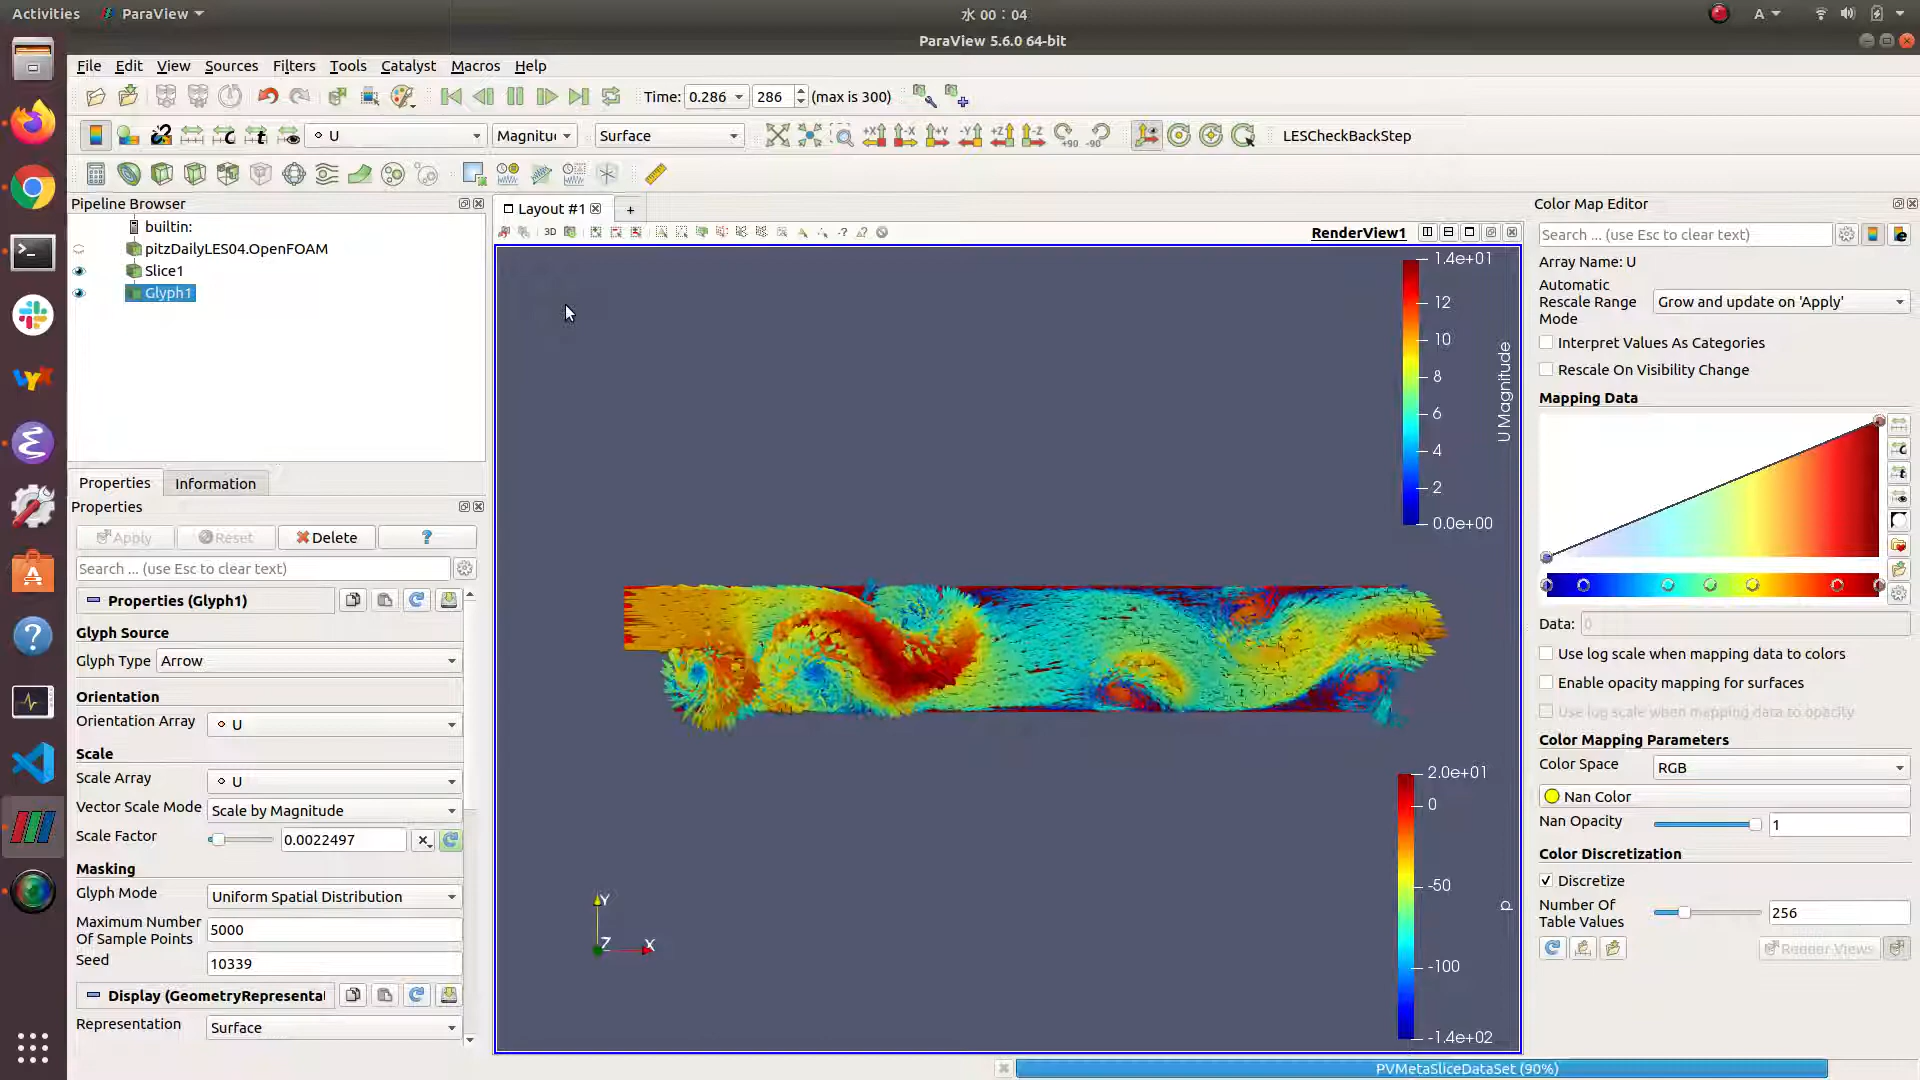 Activities
ParaView
水 00：04
A
ParaView 5.6.0 64-bit
File Edit View Sources Filters Tools Catalyst Macros Help
Time: 0.286 286 (max is 300)
U Magnitu Surface
+X -X +Y -Y +Z -Z +90 -90 LESCheckBackStep
Pipeline Browser
builtin:
pitzDailyLES04.OpenFOAM
Slice1
Glyph1
Properties Information
Properties
Apply Reset Delete ?
Search ... (use Esc to clear text)
Properties (Glyph1)
Glyph Source
Glyph Type Arrow
Orientation
Orientation Array U
Scale
Scale Array U
Vector Scale Mode Scale by Magnitude
Scale Factor 0.0022497
Masking
Glyph Mode Uniform Spatial Distribution
Maximum Number
Of Sample Points 5000
Seed 10339
Display (GeometryRepresenta
Representation Surface
Layout #1 +
3D RenderView1
1.4e+01
12
10
8
6
4
2
0.0e+00
U Magnitude
2.0e+01
0
-50
-100
-1.4e+02
p
Y
Z X
PVMetaSliceDataSet (90%)
Color Map Editor
Search ... (use Esc to clear text)
Array Name: U
Automatic
Rescale Range
Mode
Grow and update on 'Apply'
Interpret Values As Categories
Rescale On Visibility Change
Mapping Data
Data: 0
Use log scale when mapping data to colors
Enable opacity mapping for surfaces
Use log scale when mapping data to opacity
Color Mapping Parameters
Color Space RGB
Nan Color
Nan Opacity 1
Color Discretization
Discretize
Number Of
Table Values 256
Render Views